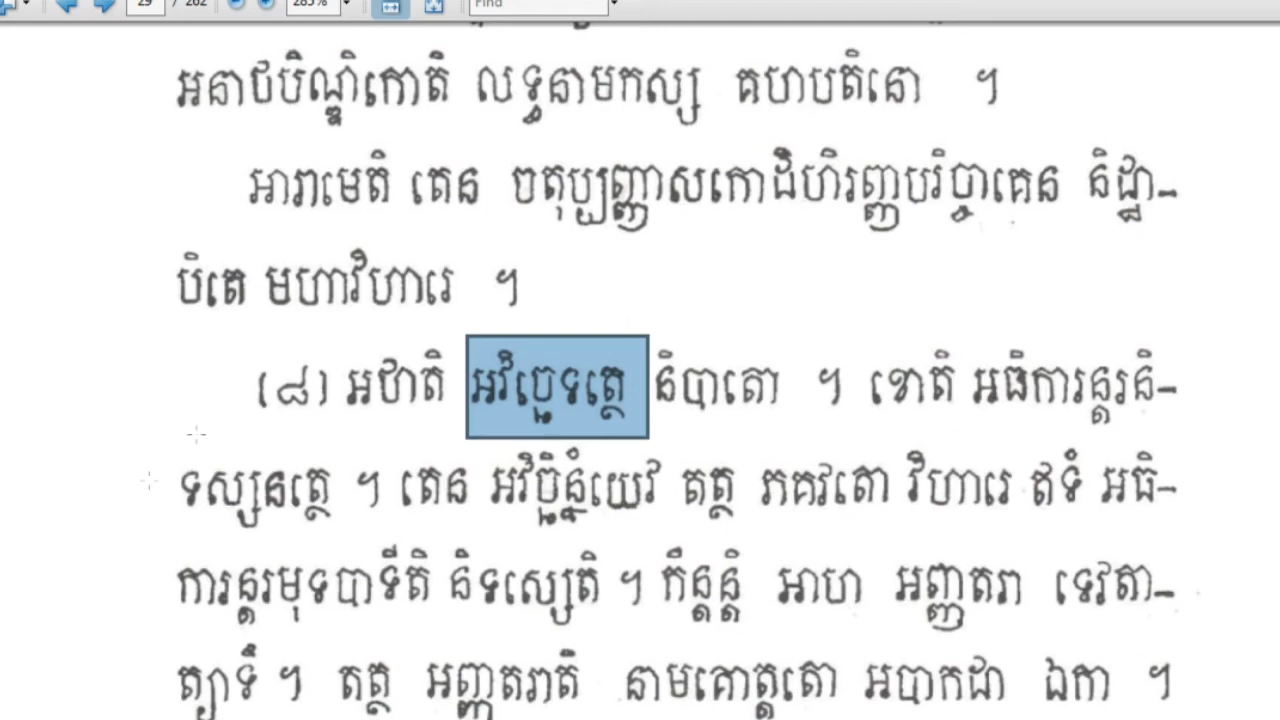 29 / 262 285% Find
អនាថបិណ្ឌិកោតិ លទ្ធនាមកស្ស គហបតិនោ ។
អារាមេតិ តេន ចតុប្បញ្ញាសកោដិហិរញ្ញបរិច្ចាគេន និដ្ឋា-
បិតេ មហាវិហារេ ។
(៨) អថាតិ អវិច្ឆេទត្ថេ និបាតោ ។ ខោតិ អធិការន្តរនិ-
ទស្សនត្ថេ ។ តេន អវិច្ឆិន្នំយេវ តត្ថ ភគវតោ វិហារេ ឥទំ អធិ-
ការន្តរមុទបាទីតិ និទស្សេតិ ។ កិន្តន្តិ អាហ អញ្ញតរា ទេវតា-
ត្យាទិំ ។ តត្ថ អញ្ញតរាតិ នាមគោត្តតោ អបាកដា ឯកា ។